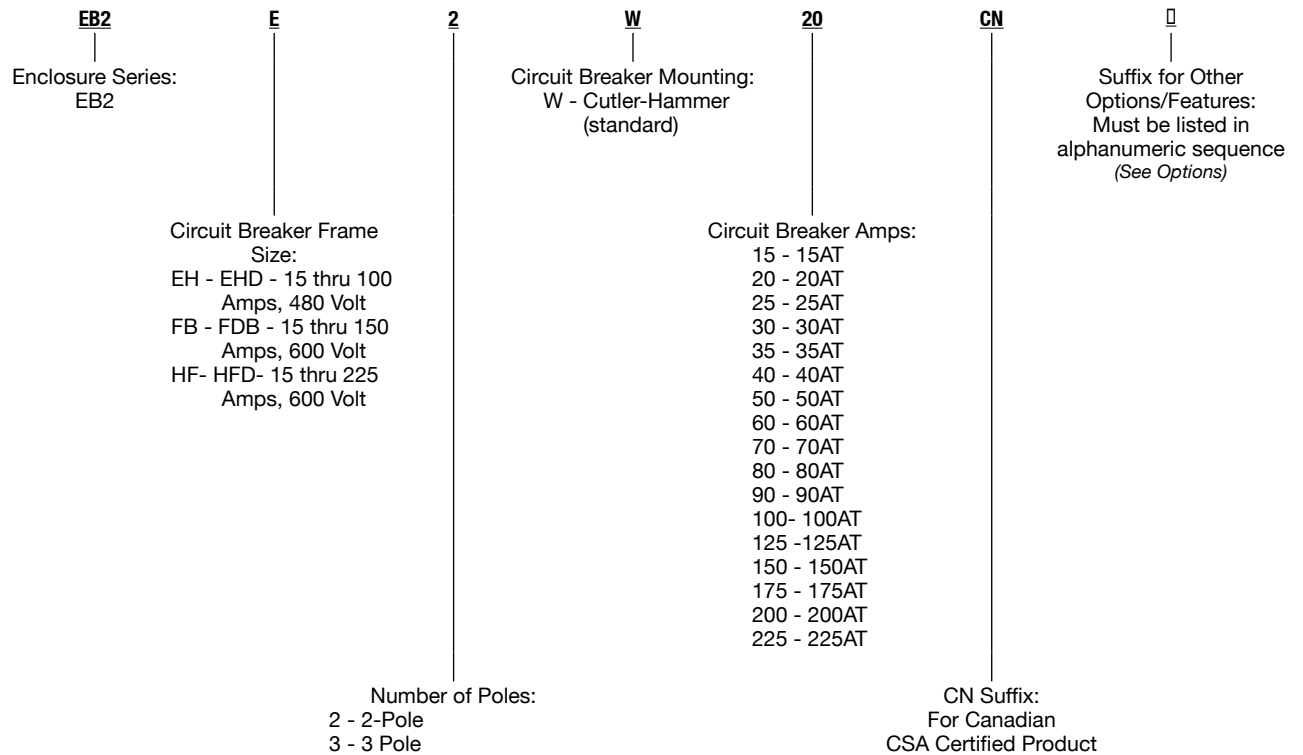 EB2 E 2 W 20 CN
Enclosure Series:
EB2
Circuit Breaker Mounting:
W - Cutler-Hammer
(standard)
Suffix for Other
Options/Features:
Must be listed in
alphanumeric sequence
(See Options)
Circuit Breaker Frame
Size:
EH - EHD - 15 thru 100
Amps, 480 Volt
FB - FDB - 15 thru 150
Amps, 600 Volt
HF- HFD- 15 thru 225
Amps, 600 Volt
Circuit Breaker Amps:
15 - 15AT
20 - 20AT
25 - 25AT
30 - 30AT
35 - 35AT
40 - 40AT
50 - 50AT
60 - 60AT
70 - 70AT
80 - 80AT
90 - 90AT
100- 100AT
125 -125AT
150 - 150AT
175 - 175AT
200 - 200AT
225 - 225AT
Number of Poles:
2 - 2-Pole
3 - 3 Pole
CN Suffix:
For Canadian
CSA Certified Product